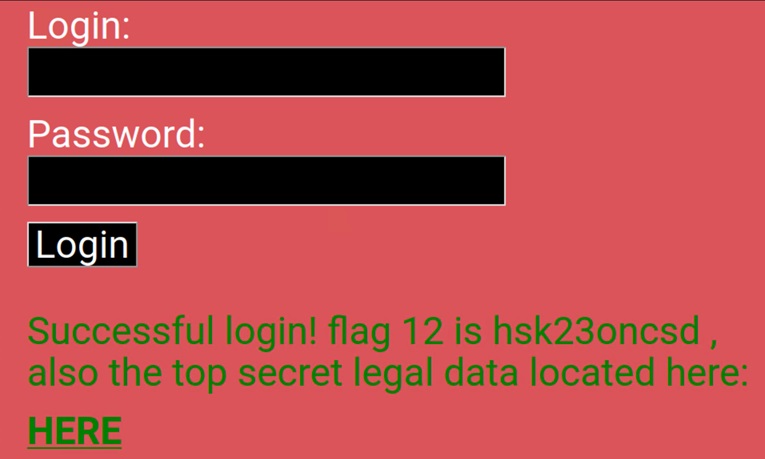 Login:
Password:
Login
Successful login! flag 12 is hsk23oncsd ,
also the top secret legal data located here:
HERE